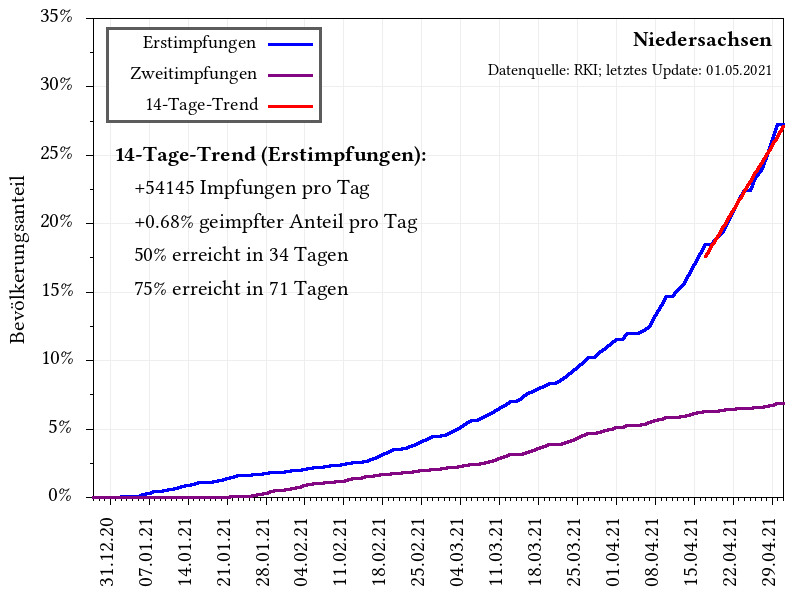 35%
30%
25%
20%
15%
10%
5%
0%
Bevölkerungsanteil
Erstimpfungen
Zweitimpfungen
14-Tage-Trend
Niedersachsen
Datenquelle: RKI; letztes Update: 01.05.2021
14-Tage-Trend (Erstimpfungen):
+54145 Impfungen pro Tag
+0.68% geimpfter Anteil pro Tag
50% erreicht in 34 Tagen
75% erreicht in 71 Tagen
31.12.20
07.01.21
14.01.21
21.01.21
28.01.21
04.02.21
11.02.21
18.02.21
25.02.21
04.03.21
11.03.21
18.03.21
25.03.21
01.04.21
08.04.21
15.04.21
22.04.21
29.04.21